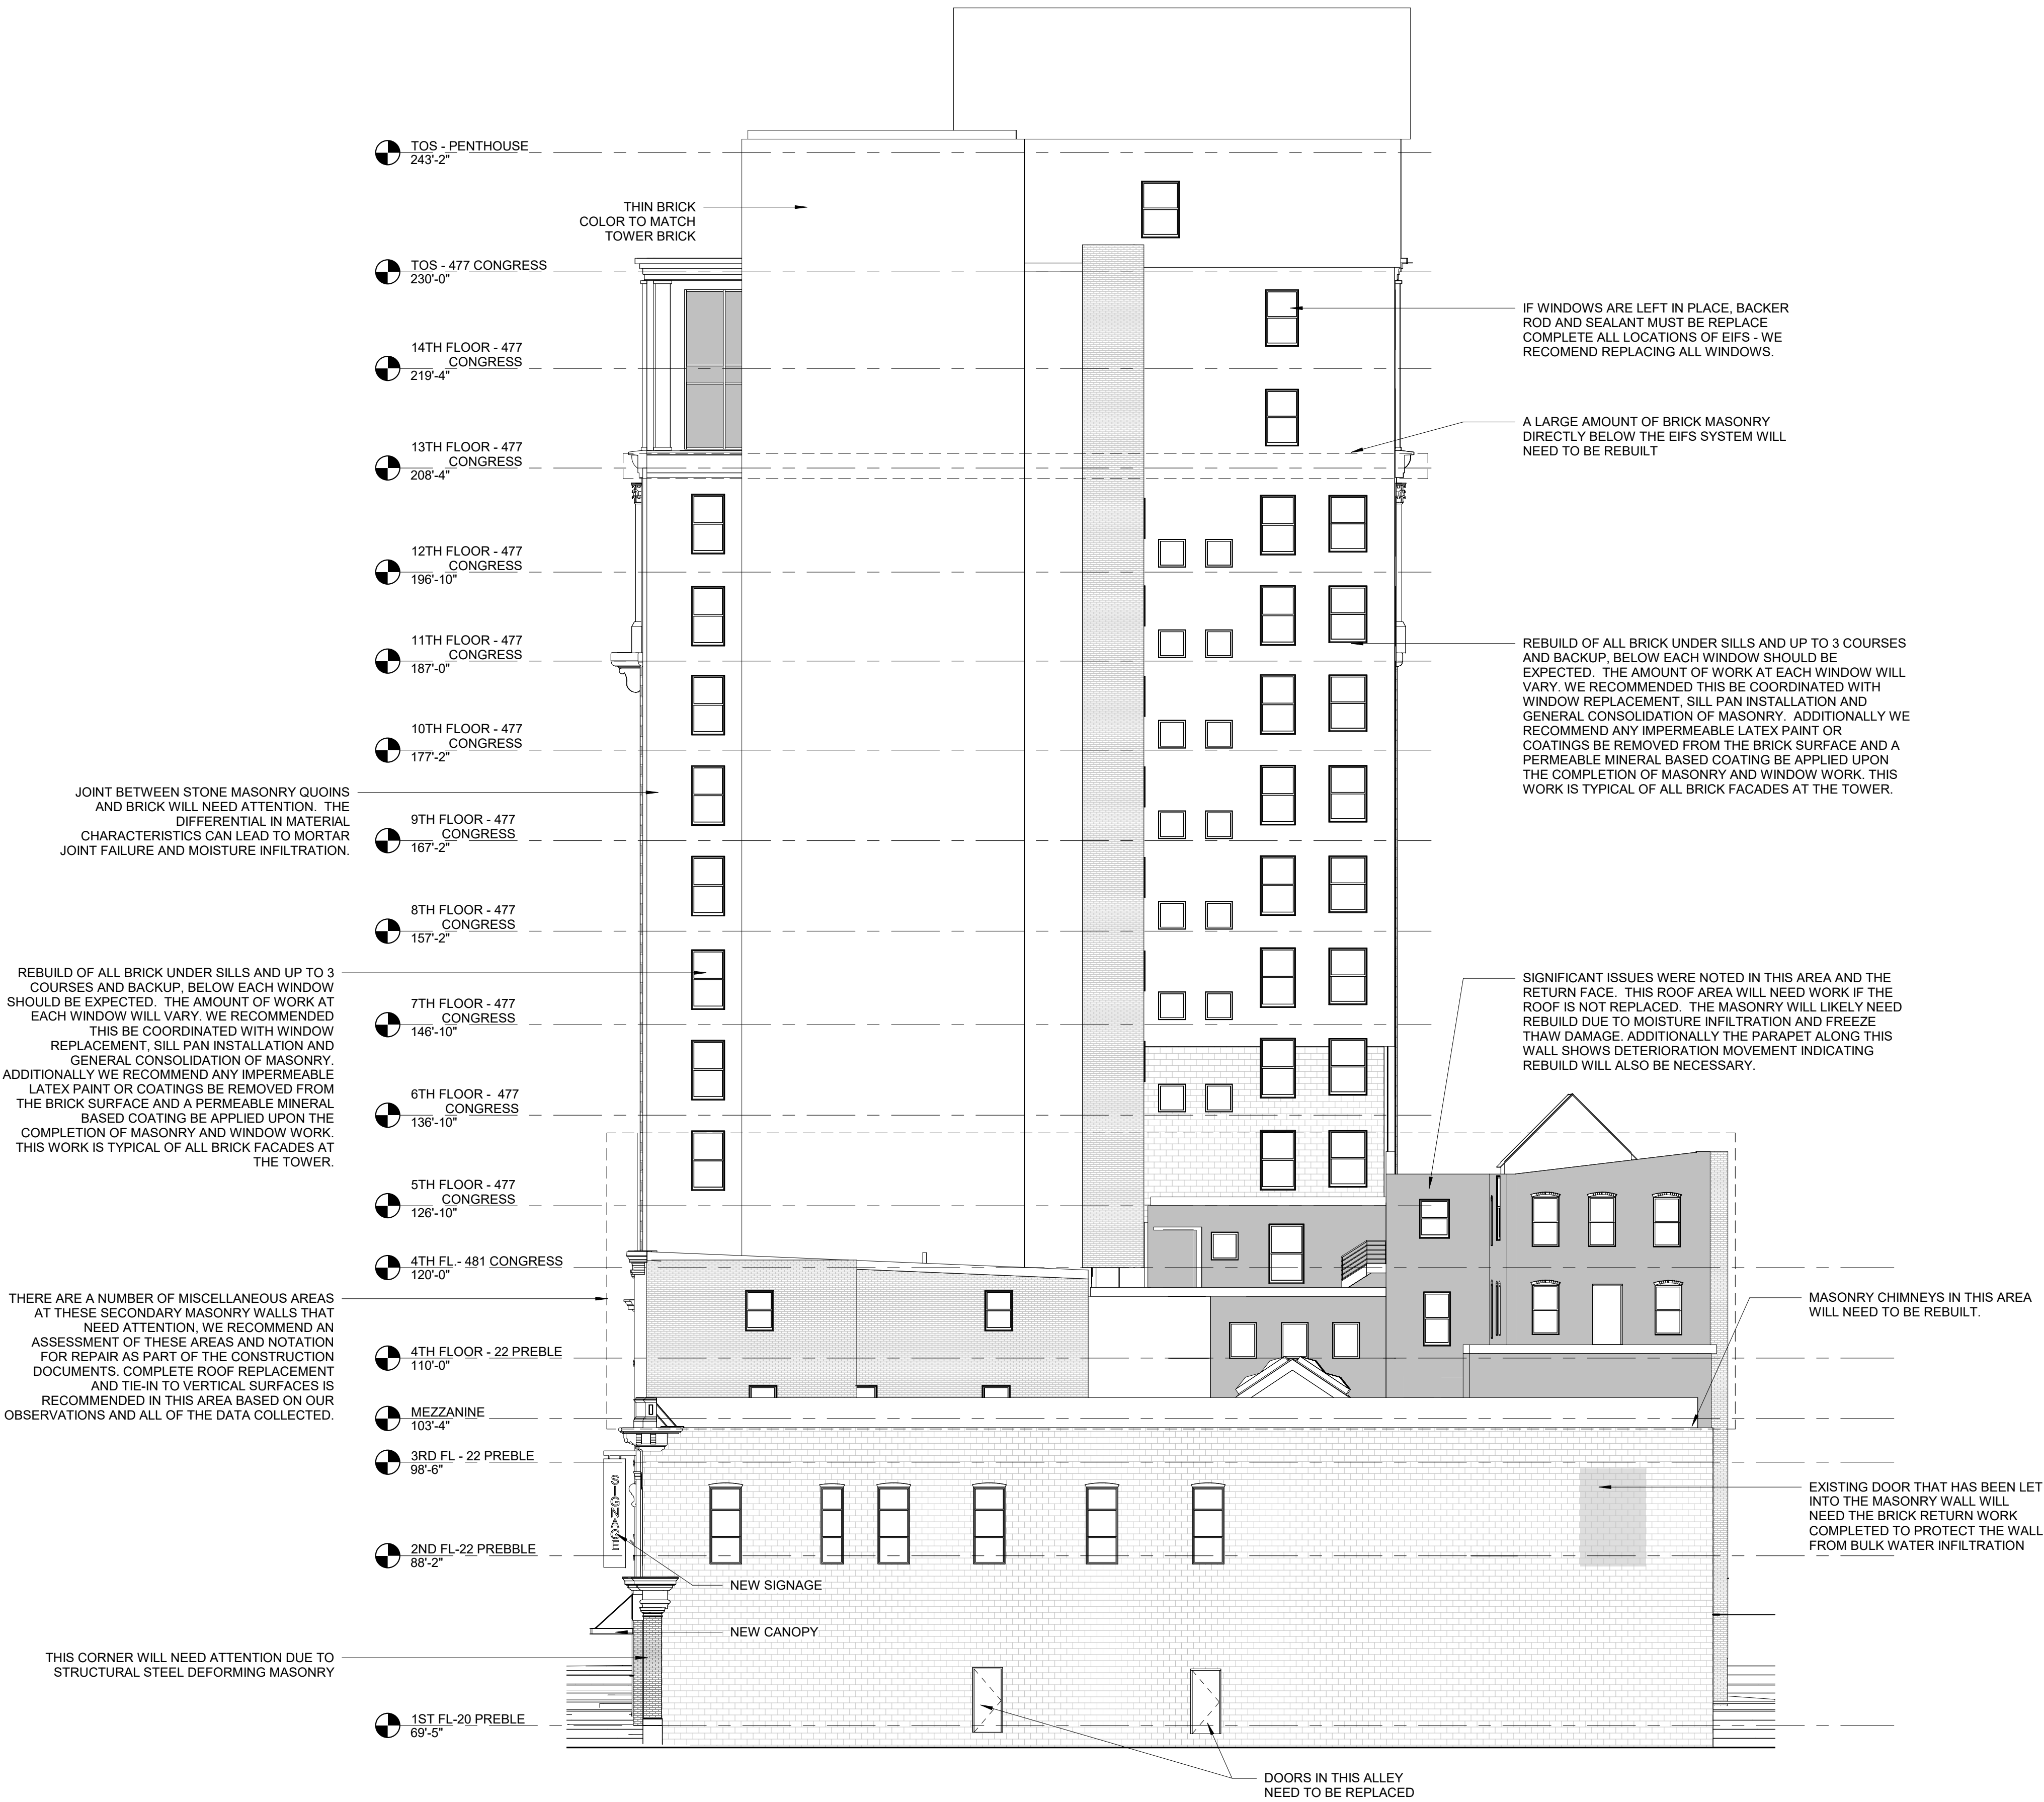 TOS - PENTHOUSE
243'-2"
THIN BRICK
COLOR TO MATCH
TOWER BRICK
TOS - 477 CONGRESS
230'-0"
IF WINDOWS ARE LEFT IN PLACE, BACKER
ROD AND SEALANT MUST BE REPLACE
COMPLETE ALL LOCATIONS OF EIFS - WE
RECOMEND REPLACING ALL WINDOWS.
14TH FLOOR - 477
CONGRESS
219'-4"
A LARGE AMOUNT OF BRICK MASONRY
DIRECTLY BELOW THE EIFS SYSTEM WILL
NEED TO BE REBUILT
13TH FLOOR - 477
CONGRESS
208'-4"
12TH FLOOR - 477
CONGRESS
196'-10"
11TH FLOOR - 477
CONGRESS
187'-0"
REBUILD OF ALL BRICK UNDER SILLS AND UP TO 3 COURSES
AND BACKUP, BELOW EACH WINDOW SHOULD BE
EXPECTED.  THE AMOUNT OF WORK AT EACH WINDOW WILL
VARY. WE RECOMMENDED THIS BE COORDINATED WITH
WINDOW REPLACEMENT, SILL PAN INSTALLATION AND
GENERAL CONSOLIDATION OF MASONRY.  ADDITIONALLY WE
RECOMMEND ANY IMPERMEABLE LATEX PAINT OR
COATINGS BE REMOVED FROM THE BRICK SURFACE AND A
PERMEABLE MINERAL BASED COATING BE APPLIED UPON
THE COMPLETION OF MASONRY AND WINDOW WORK. THIS
WORK IS TYPICAL OF ALL BRICK FACADES AT THE TOWER.
10TH FLOOR - 477
CONGRESS
177'-2"
JOINT BETWEEN STONE MASONRY QUOINS
AND BRICK WILL NEED ATTENTION.  THE
DIFFERENTIAL IN MATERIAL
CHARACTERISTICS CAN LEAD TO MORTAR
JOINT FAILURE AND MOISTURE INFILTRATION.
9TH FLOOR - 477
CONGRESS
167'-2"
8TH FLOOR - 477
CONGRESS
157'-2"
REBUILD OF ALL BRICK UNDER SILLS AND UP TO 3
COURSES AND BACKUP, BELOW EACH WINDOW
SHOULD BE EXPECTED.  THE AMOUNT OF WORK AT
EACH WINDOW WILL VARY. WE RECOMMENDED
THIS BE COORDINATED WITH WINDOW
REPLACEMENT, SILL PAN INSTALLATION AND
GENERAL CONSOLIDATION OF MASONRY.
ADDITIONALLY WE RECOMMEND ANY IMPERMEABLE
LATEX PAINT OR COATINGS BE REMOVED FROM
THE BRICK SURFACE AND A PERMEABLE MINERAL
BASED COATING BE APPLIED UPON THE
COMPLETION OF MASONRY AND WINDOW WORK.
THIS WORK IS TYPICAL OF ALL BRICK FACADES AT
THE TOWER.
7TH FLOOR - 477
CONGRESS
146'-10"
SIGNIFICANT ISSUES WERE NOTED IN THIS AREA AND THE
RETURN FACE.  THIS ROOF AREA WILL NEED WORK IF THE
ROOF IS NOT REPLACED.  THE MASONRY WILL LIKELY NEED
REBUILD DUE TO MOISTURE INFILTRATION AND FREEZE
THAW DAMAGE. ADDITIONALLY THE PARAPET ALONG THIS
WALL SHOWS DETERIORATION MOVEMENT INDICATING
REBUILD WILL ALSO BE NECESSARY.
6TH FLOOR -  477
CONGRESS
136'-10"
5TH FLOOR - 477
CONGRESS
126'-10"
4TH FL.- 481 CONGRESS
120'-0"
THERE ARE A NUMBER OF MISCELLANEOUS AREAS
AT THESE SECONDARY MASONRY WALLS THAT
NEED ATTENTION, WE RECOMMEND AN
ASSESSMENT OF THESE AREAS AND NOTATION
FOR REPAIR AS PART OF THE CONSTRUCTION
DOCUMENTS. COMPLETE ROOF REPLACEMENT
AND TIE-IN TO VERTICAL SURFACES IS
RECOMMENDED IN THIS AREA BASED ON OUR
OBSERVATIONS AND ALL OF THE DATA COLLECTED.
MASONRY CHIMNEYS IN THIS AREA
WILL NEED TO BE REBUILT.
4TH FLOOR - 22 PREBLE
110'-0"
MEZZANINE
103'-4"
3RD FL - 22 PREBLE
98'-6"
SIGNAGE
EXISTING DOOR THAT HAS BEEN LET
INTO THE MASONRY WALL WILL
NEED THE BRICK RETURN WORK
COMPLETED TO PROTECT THE WALL
FROM BULK WATER INFILTRATION
2ND FL-22 PREBBLE
88'-2"
NEW SIGNAGE
NEW CANOPY
THIS CORNER WILL NEED ATTENTION DUE TO
STRUCTURAL STEEL DEFORMING MASONRY
1ST FL-20 PREBLE
69'-5"
DOORS IN THIS ALLEY
NEED TO BE REPLACED